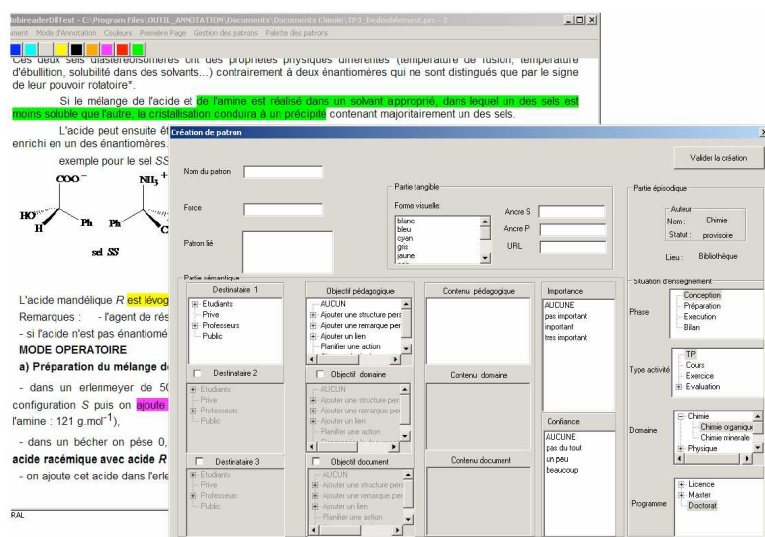 MobireaderDllTest - C:\Program Files\OUTIL_ANNOTATION\Documents\Documents Chimie\TP3_Dedoublement.prc - 2
ument Mode d'Annotation Couleurs Première Page Gestion des patrons Palette des patrons
Ces deux sels diastéréoisomères ont des propriétés physiques différentes (température de fusion, température
d'ébullition, solubilité dans des solvants...) contrairement à deux énantiomères qui ne sont distingués que par le signe
de leur pouvoir rotatoire*.
Si le mélange de l'acide et de l'amine est réalisé dans un solvant approprié, dans lequel un des sels est
moins soluble que l'autre, la cristallisation conduira à un précipité contenant majoritairement un des sels.
L'acide peut ensuite êt
enrichi en un des énantiomères.
exemple pour le sel SS
COO⁻
NH₃⁺
HO
H
Ph
Ph
C
sel SS
L'acide mandélique R est lévog
Remarques : - l'agent de rés
- si l'acide n'est pas énantiomé
MODE OPERATOIRE
a) Préparation du mélange d
- dans un erlenmeyer de 50
configuration S puis on ajoute
l'amine : 121 g.mol⁻¹),
- dans un bécher on pèse 0,
acide racémique avec acide R
- on ajoute cet acide dans l'erle
RAL
Création de patron
Valider la création
Nom du patron
Force
Patron lié
Partie tangible
Forme visuelle:
blanc
bleu
cyan
gris
jaune
Ancre S
Ancre P
URL
Partie épisodique
Auteur
Nom : Chimie
Statut : provisoire
Lieu : Bibliothèque
Partie sémantique
Destinataire 1
Etudiants
Prive
Professeurs
Public
Destinataire 2
Etudiants
Prive
Professeurs
Public
Destinataire 3
Etudiants
Prive
Professeurs
Public
Objectif pédagogique
AUCUN
Ajouter une structure pers
Ajouter une remarque per
Ajouter un lien
Planifier une action
Objectif domaine
AUCUN
Ajouter une structure pers
Ajouter une remarque per
Ajouter un lien
Planifier une action
Objectif document
AUCUN
Ajouter une structure pers
Ajouter une remarque per
Ajouter un lien
Planifier une action
Contenu pédagogique
Contenu domaine
Contenu document
Importance
AUCUNE
pas important
important
tres important
Confiance
AUCUNE
pas du tout
un peu
beaucoup
Situation d'enseignement
Phase
Conception
Préparation
Execution
Bilan
Type activité
TP
Cours
Exercice
Evaluation
Domaine
Chimie
Chimie organique
Chimie minerale
Physique
Programme
Licence
Master
Doctorat